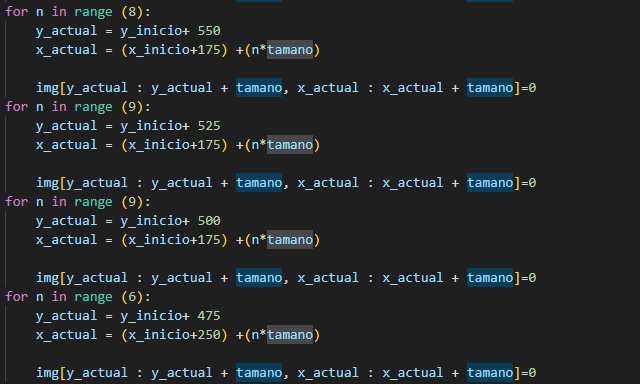 for n in range (8):
    y_actual = y_inicio+ 550
    x_actual = (x_inicio+175) +(n*tamano)
    img[y_actual : y_actual + tamano, x_actual : x_actual + tamano]=0
for n in range (9):
    y_actual = y_inicio+ 525
    x_actual = (x_inicio+175) +(n*tamano)
    img[y_actual : y_actual + tamano, x_actual : x_actual + tamano]=0
for n in range (9):
    y_actual = y_inicio+ 500
    x_actual = (x_inicio+175) +(n*tamano)
    img[y_actual : y_actual + tamano, x_actual : x_actual + tamano]=0
for n in range (6):
    y_actual = y_inicio+ 475
    x_actual = (x_inicio+250) +(n*tamano)
    img[y_actual : y_actual + tamano, x_actual : x_actual + tamano]=0